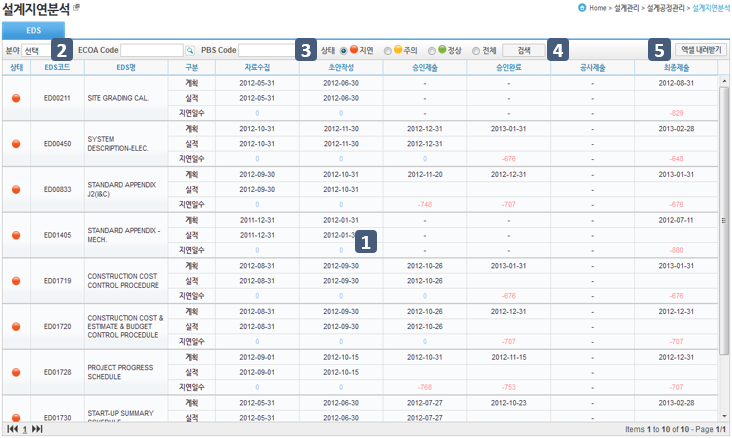 설계지연분석
Home > 설계관리 > 설계공정관리 > 설계지연분석
EDS
분야 선택 2 ECOA Code PBS Code 3 상태 지연 주의 정상 전체 검색 4 5 엑셀 내려받기
상태 EDS코드 EDS명 구분 자료수집 초안작성 승인제출 승인완료 공사제출 최종제출
계획 2012-05-31 2012-06-30 - - - 2012-08-31
ED00211 SITE GRADING CAL. 실적 2012-05-31 2012-06-30 - - -
지연일수 0 0 - - - -829
계획 2012-10-31 2012-11-30 2012-12-31 2013-01-31 - 2013-02-28
ED00450 SYSTEM DESCRIPTION-ELEC. 실적 2012-10-31 2012-11-30 2012-12-31 -
지연일수 0 0 0 -676 - -648
계획 2012-09-30 2012-10-31 2012-11-20 2012-12-31 - 2013-01-31
ED00833 STANDARD APPENDIX J2(I&C) 실적 2012-09-30 2012-10-31 -
지연일수 0 0 -748 -707 - -676
계획 2011-12-31 2012-01-31 - - - 2012-07-11
ED01405 STANDARD APPENDIX - MECH. 실적 2011-12-31 2012-01-3 1 - - -
지연일수 0 0 - - - -880
계획 2012-08-31 2012-09-30 2012-10-26 2013-01-31 - 2013-01-31
ED01719 CONSTRUCTION COST CONTROL PROCEDURE 실적 2012-08-31 2012-09-30 2012-10-26 -
지연일수 0 0 0 -676 - -676
계획 2012-08-31 2012-09-30 2012-10-26 2012-12-31 - 2012-12-31
ED01720 CONSTRUCTION COST & ESTIMATE & BUDGET CONTROL PROCEDULE 실적 2012-08-31 2012-09-30 2012-10-26 -
지연일수 0 0 0 -707 - -707
계획 2012-09-01 2012-10-15 2012-10-31 2012-11-15 - 2012-12-31
ED01728 PROJECT PROGRESS SCHEDULE 실적 2012-09-01 2012-10-15 -
지연일수 0 0 -768 -753 - -707
계획 2012-05-31 2012-06-30 2012-07-27 2012-10-23 - 2013-02-28
ED01730 START-UP SUMMARY 실적 2012-05-31 2012-06-30 2012-07-27 -
1 Items 1 to 10 of 10 - Page 1/1